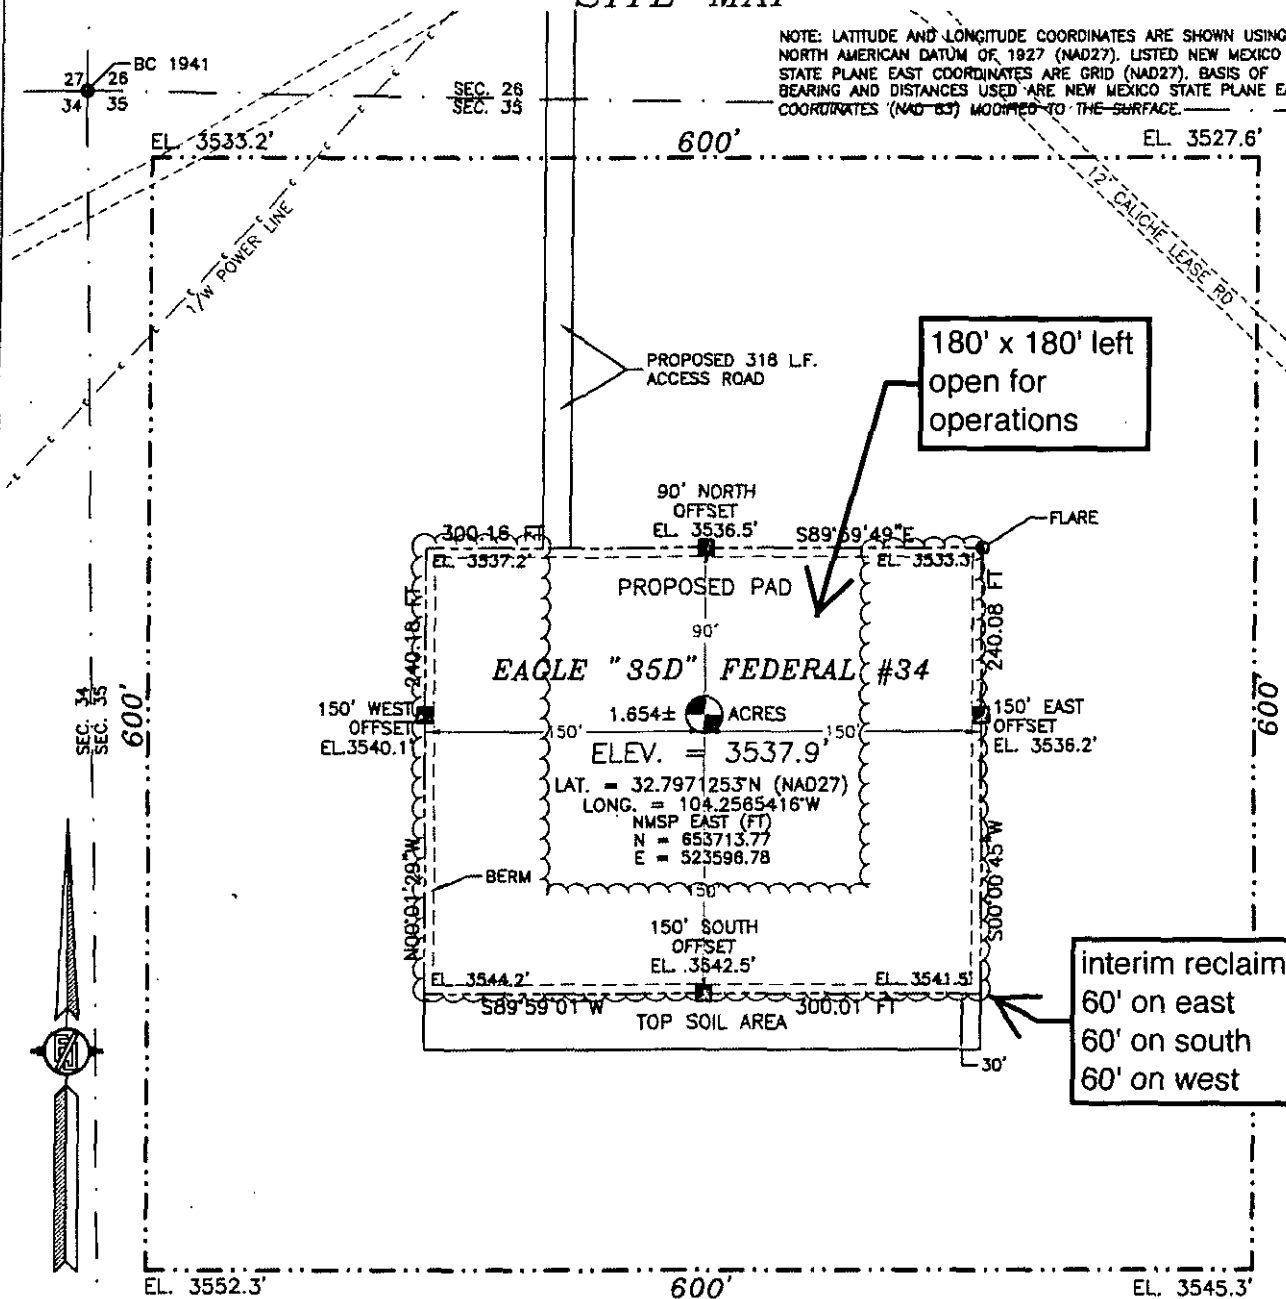 SITE MAP
NOTE: LATITUDE AND LONGITUDE COORDINATES ARE SHOWN USING
NORTH AMERICAN DATUM OF 1927 (NAD27). LISTED NEW MEXICO
STATE PLANE EAST COORDINATES ARE GRID (NAD27). BASIS OF
BEARING AND DISTANCES USED ARE NEW MEXICO STATE PLANE EA
COORDINATES (NAD 83) MODIFIED TO THE SURFACE.
BC 1941
27 26
34 35
SEC. 26
SEC. 35
EL. 3533.2'
600'
EL. 3527.6'
12' CALICHE LEASE RD
1/W POWER LINE
180' x 180' left
open for
operations
PROPOSED 318 L.F.
ACCESS ROAD
90' NORTH
OFFSET
EL. 3536.5'
FLARE
300.16 FT
S89°59'49"E
EL. 3537.2'
EL. 3533.3'
PROPOSED PAD
240.18 FT
240.08 FT
90'
EAGLE "35D" FEDERAL #34
150' WEST
OFFSET
EL.3540.1'
1.654± ACRES
150' EAST
OFFSET
EL. 3536.2'
150'
150'
SEC. 34
SEC. 35
600'
600'
ELEV. = 3537.9'
LAT. = 32.7971253°N (NAD27)
LONG. = 104.2565416°W
NMSP EAST (FT)
N = 653713.77
E = 523596.78
BERM
N00°01'29"W
S00°00'45"W
150'
150' SOUTH
OFFSET
EL. 3542.5'
EL. 3544.2'
EL. 3541.5'
S89°59'01"W
300.01 FT
TOP SOIL AREA
30'
interim reclaim
60' on east
60' on south
60' on west
EL. 3552.3'
600'
EL. 3545.3'